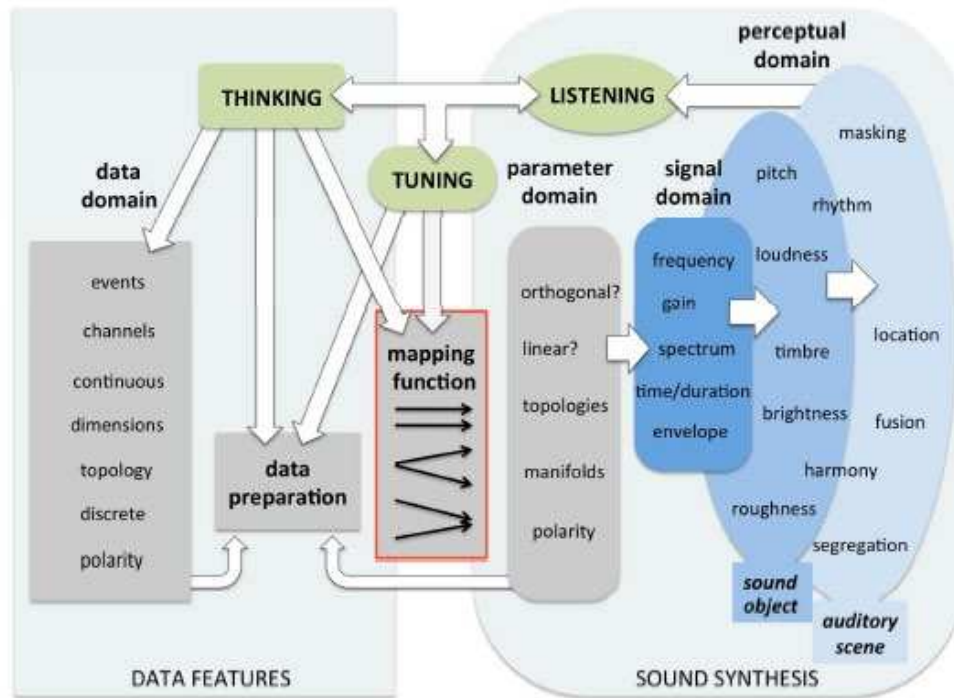 perceptual
domain
THINKING
LISTENING
masking
data
domain
TUNING
parameter
domain
signal
domain
pitch
rhythm
events
channels
continuous
dimensions
topology
discrete
polarity
data
preparation
mapping
function
orthogonal?
linear?
topologies
manifolds
polarity
frequency
gain
spectrum
time/duration
envelope
loudness
timbre
brightness
harmony
roughness
location
fusion
segregation
sound
object
auditory
scene
DATA FEATURES
SOUND SYNTHESIS